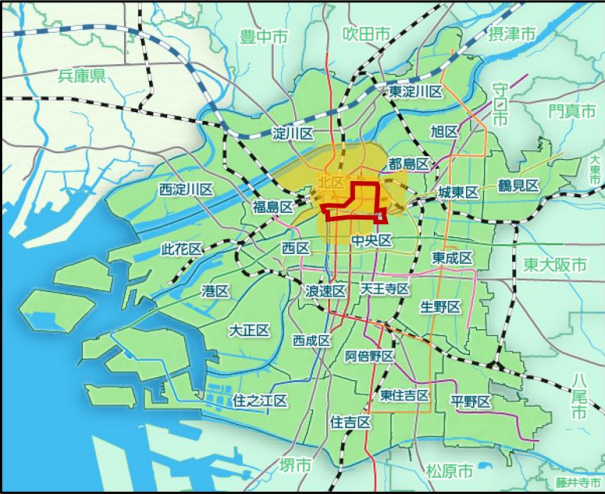 豊中市
吹田市
摂津市
兵庫県
守口市
東淀川区
門真市
淀川区
旭区
大東市
都島区
北区
西淀川区
城東区
鶴見区
福島区
中央区
此花区
西区
東成区
東大阪市
港区
浪速区
天王寺区
生野区
大正区
西成区
阿倍野区
八尾市
住之江区
東住吉区
平野区
住吉区
堺市
松原市
藤井寺市